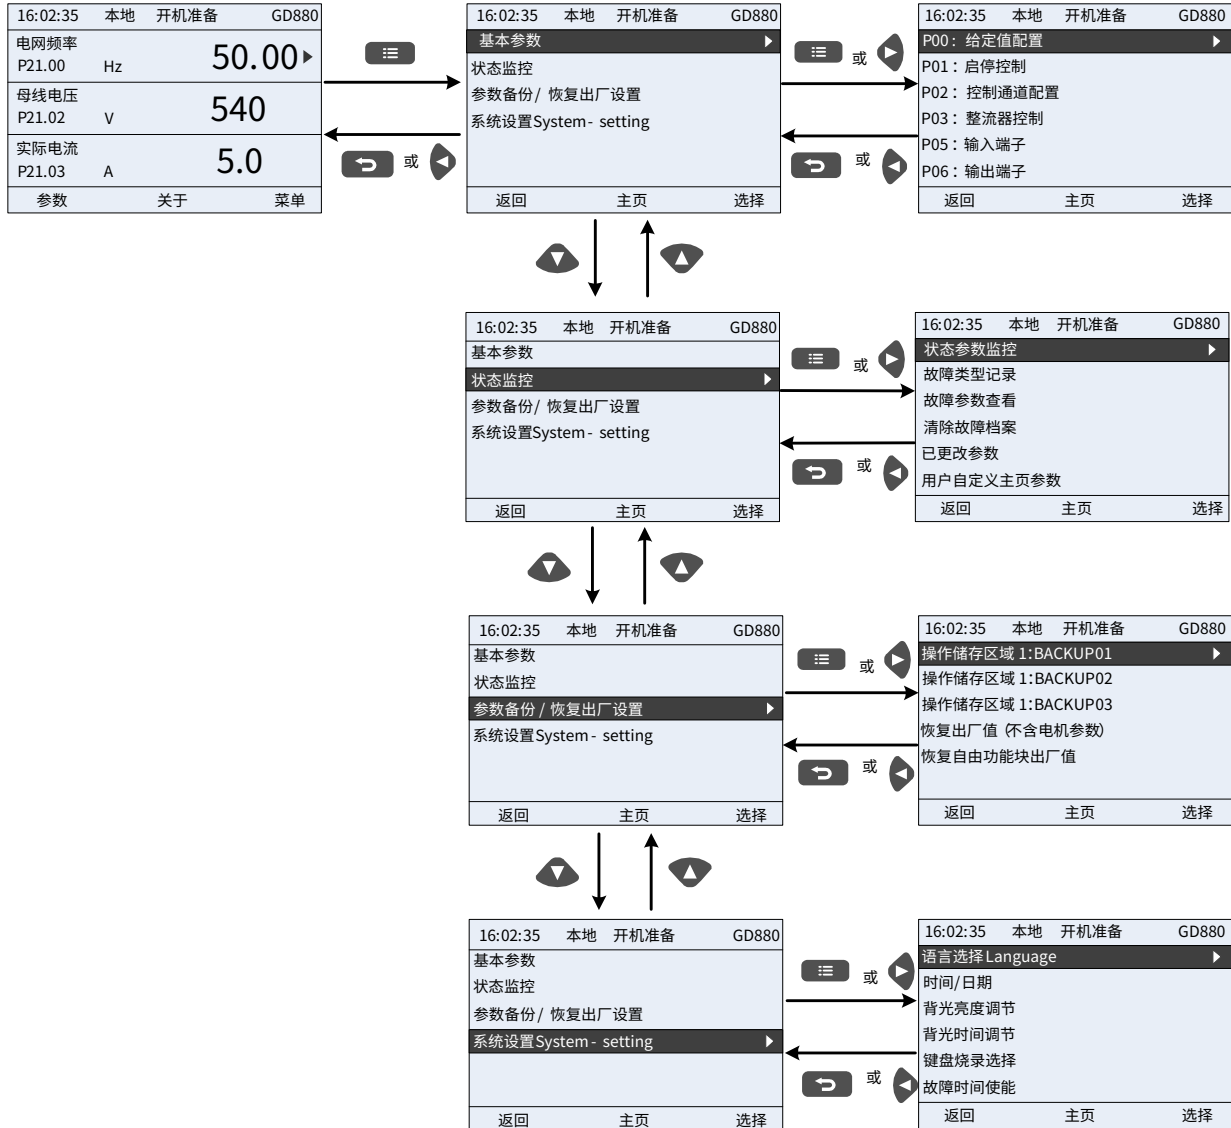 16:02:35 本地 开机准备 GD880
电网频率
P21.00 Hz 50.00
母线电压
P21.02 V 540
实际电流
P21.03 A 5.0
参数 关于 菜单
16:02:35 本地 开机准备 GD880
基本参数
状态监控
参数备份/ 恢复出厂设置
系统设置System- setting
返回 主页 选择
或
或
16:02:35 本地 开机准备 GD880
P00：给定值配置
P01：启停控制
P02：控制通道配置
P03：整流器控制
P05：输入端子
P06：输出端子
返回 主页 选择
或
16:02:35 本地 开机准备 GD880
基本参数
状态监控
参数备份/ 恢复出厂设置
系统设置System- setting
返回 主页 选择
或
或
16:02:35 本地 开机准备 GD880
状态参数监控
故障类型记录
故障参数查看
清除故障档案
已更改参数
用户自定义主页参数
返回 主页 选择
16:02:35 本地 开机准备 GD880
基本参数
状态监控
参数备份 / 恢复出厂设置
系统设置System- setting
返回 主页 选择
或
或
16:02:35 本地 开机准备 GD880
操作储存区域 1:BACKUP01
操作储存区域 1:BACKUP02
操作储存区域 1:BACKUP03
恢复出厂值 (不含电机参数)
恢复自由功能块出厂值
返回 主页 选择
16:02:35 本地 开机准备 GD880
基本参数
状态监控
参数备份/ 恢复出厂设置
系统设置System- setting
返回 主页 选择
或
或
16:02:35 本地 开机准备 GD880
语言选择Language
时间/日期
背光亮度调节
背光时间调节
键盘烧录选择
故障时间使能
返回 主页 选择